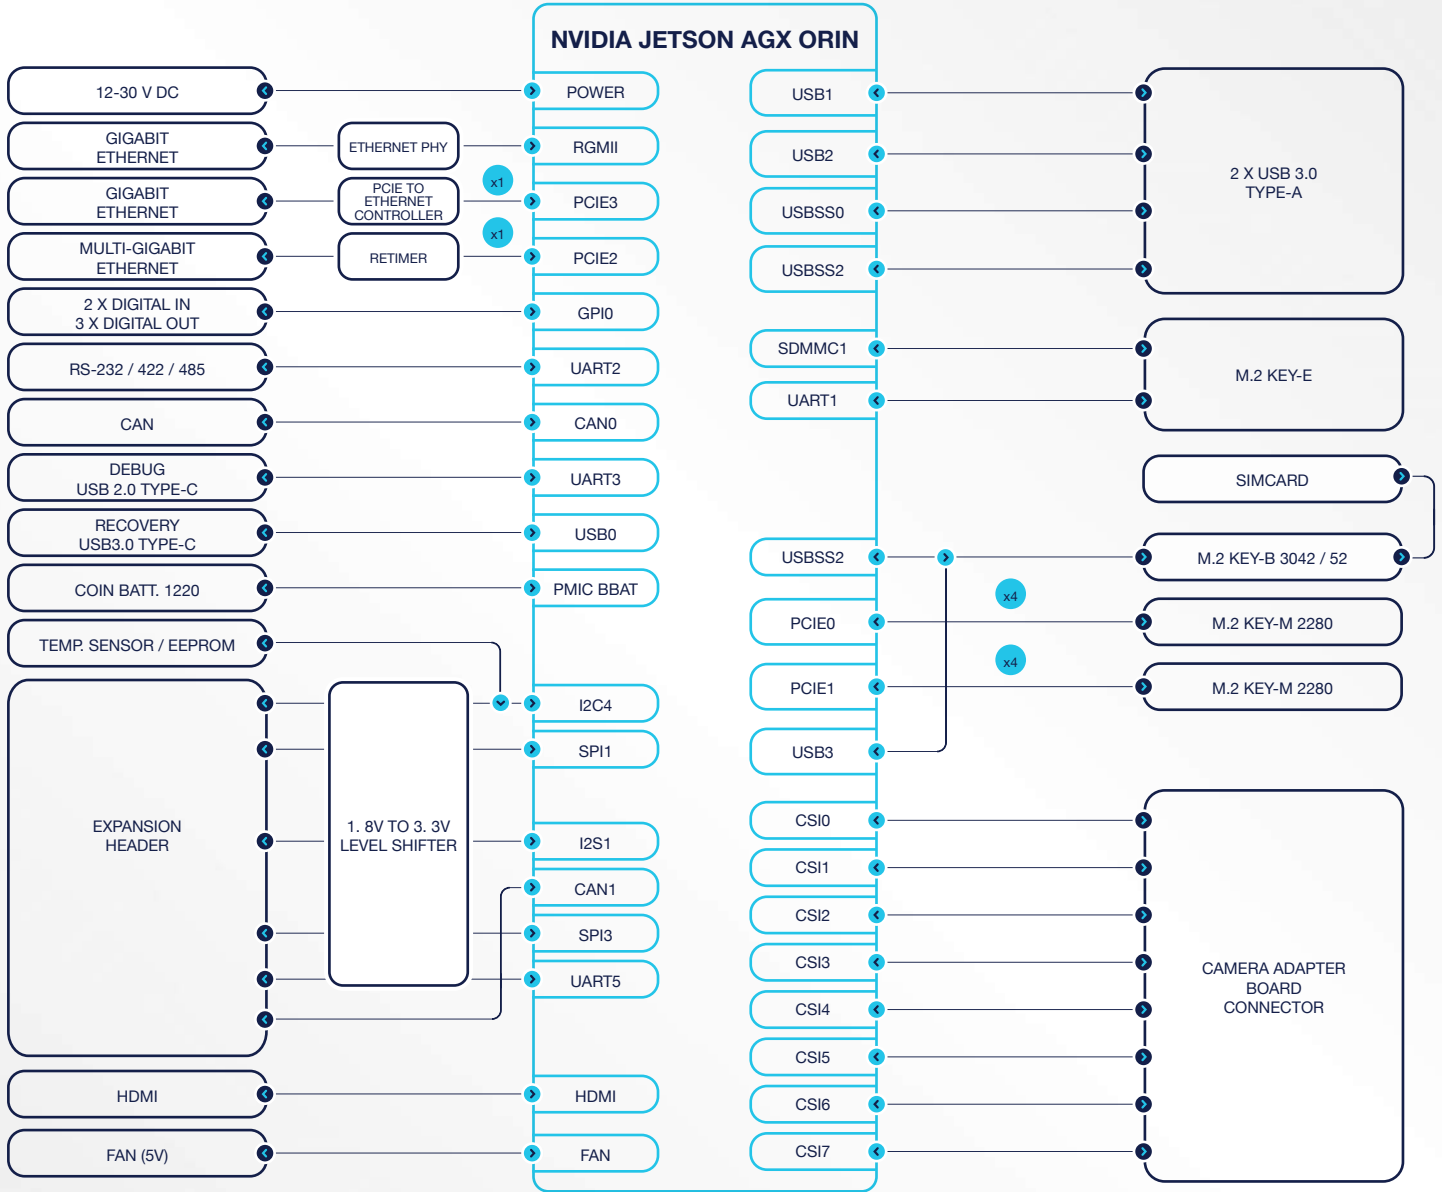 NVIDIA JETSON AGX ORIN
12-30 V DC
POWER
GIGABIT
ETHERNET
ETHERNET PHY
RGMII
GIGABIT
ETHERNET
PCIE TO
ETHERNET
CONTROLLER
x1
PCIE3
MULTI-GIGABIT
ETHERNET
RETIMER
x1
PCIE2
2 X DIGITAL IN
3 X DIGITAL OUT
GPI0
RS-232 / 422 / 485
UART2
CAN
CAN0
DEBUG
USB 2.0 TYPE-C
UART3
RECOVERY
USB3.0 TYPE-C
USB0
COIN BATT. 1220
PMIC BBAT
TEMP. SENSOR / EEPROM
EXPANSION
HEADER
1. 8V TO 3. 3V
LEVEL SHIFTER
I2C4
SPI1
I2S1
CAN1
SPI3
UART5
HDMI
HDMI
FAN (5V)
FAN
USB1
USB2
USBSS0
USBSS2
2 X USB 3.0
TYPE-A
SDMMC1
UART1
M.2 KEY-E
SIMCARD
USBSS2
M.2 KEY-B 3042 / 52
x4
PCIE0
M.2 KEY-M 2280
x4
PCIE1
M.2 KEY-M 2280
USB3
CSI0
CSI1
CSI2
CSI3
CSI4
CSI5
CSI6
CSI7
CAMERA ADAPTER
BOARD
CONNECTOR